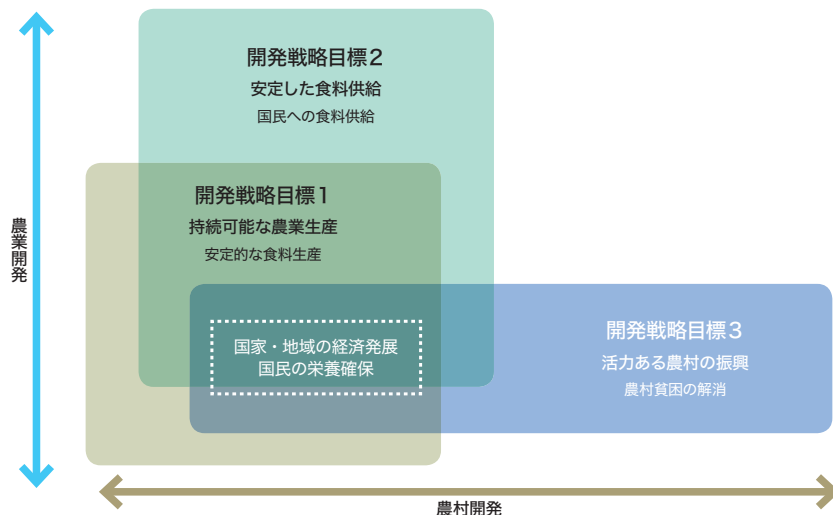 開発戦略目標2
安定した食料供給
国民への食料供給
開発戦略目標1
持続可能な農業生産
安定的な食料生産
国家・地域の経済発展
国民の栄養確保
開発戦略目標3
活力ある農村の振興
農村貧困の解消
農業開発
農村開発